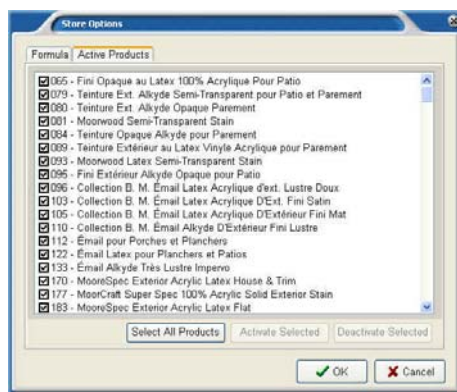 Store Options
Formula Active Products
065 - Fini Opaque au Latex 100% Acrylique Pour Patio
079 - Teinture Ext. Alkyde Semi-Transparent pour Patio et Parement
080 - Teinture Ext. Alkyde Opaque Parement
081 - Moorwood Semi-Transparent Stain
084 - Teinture Opaque Alkyde pour Parement
089 - Teinture Extérieur au Latex Vinyle Acrylique pour Parement
093 - Moorwood Latex Semi-Transparent Stain
095 - Fini Extérieur Alkyde Opaque pour Patio
096 - Collection B. M. Émail Latex Acrylique d'ext. Lustre Doux
103 - Collection B. M. Émail Latex Acrylique D'Ext. Fini Satin
105 - Collection B. M. Émail Latex Acrylique D'Extérieur Fini Mat
110 - Collection B. M. Émail Alkyde D'Extérieur Fini Lustre
112 - Émail pour Porches et Planchers
122 - Émail Latex pour Planchers et Patios
133 - Émail Alkyde Très Lustre Impervo
170 - MooreSpec Exterior Acrylic Latex House & Trim
177 - MoorCraft Super Spec 100% Acrylic Solid Exterior Stain
183 - MooreSpec Exterior Acrylic Latex Flat
Select All Products Activate Selected Deactivate Selected
OK Cancel